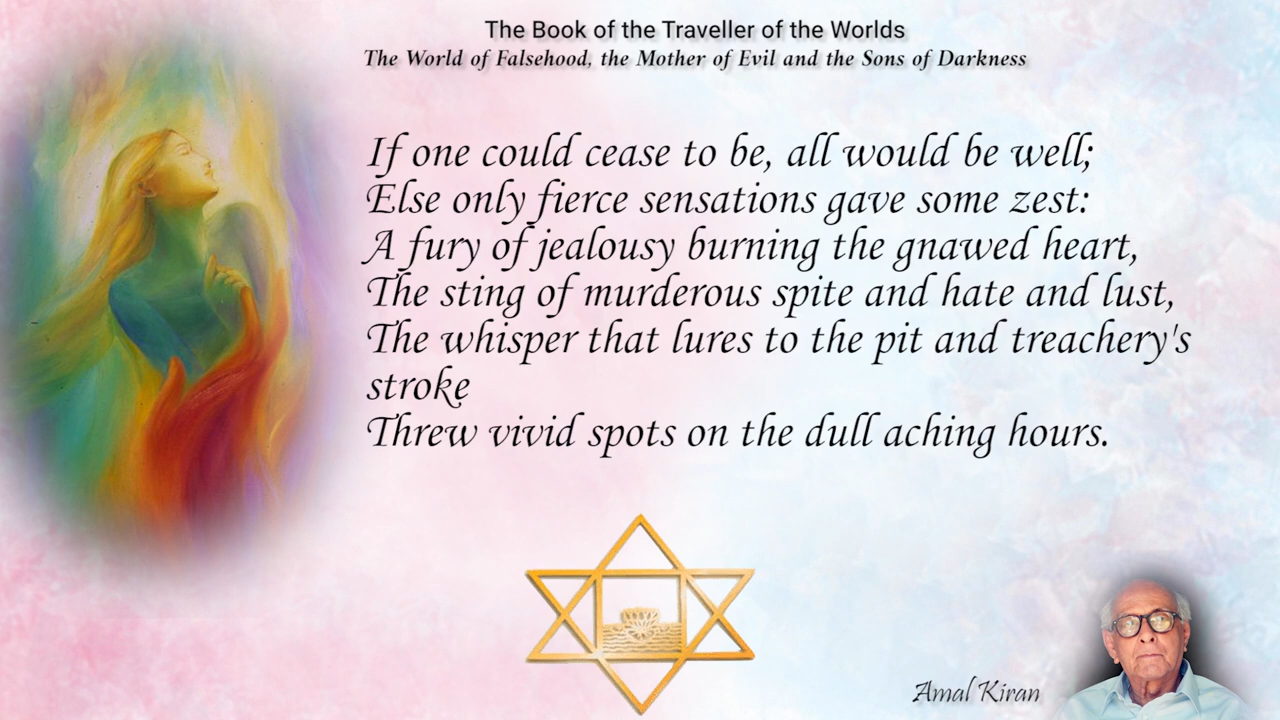 The Book of the Traveller of the Worlds
The World of Falsehood, the Mother of Evil and the Sons of Darkness
If one could cease to be, all would be well;
Else only fierce sensations gave some zest:
A fury of jealousy burning the gnawed heart,
The sting of murderous spite and hate and lust,
The whisper that lures to the pit and treachery's
stroke
Threw vivid spots on the dull aching hours.
Amal Kiran